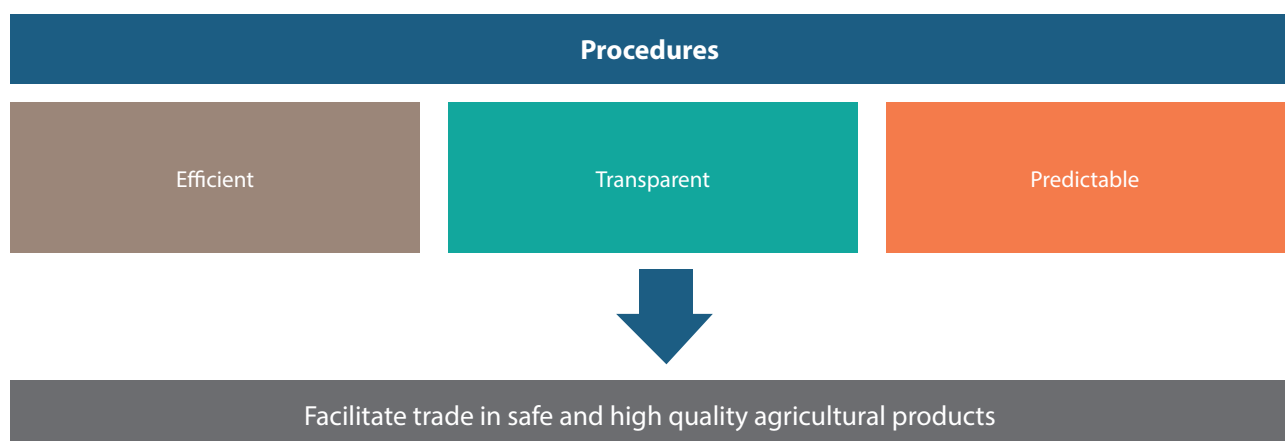 Procedures
Efficient
Transparent
Predictable
Facilitate trade in safe and high quality agricultural products